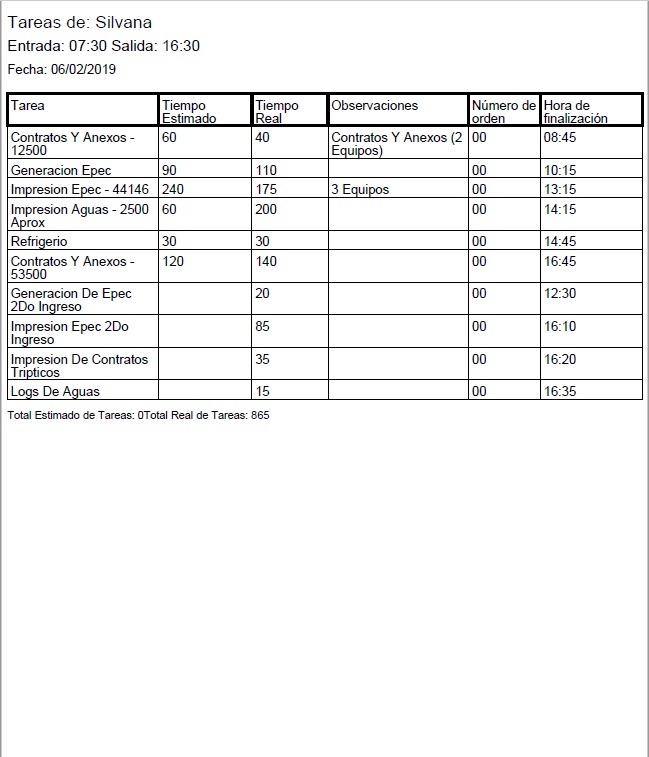 Tareas de: Silvana
Entrada: 07:30 Salida: 16:30
Fecha: 06/02/2019
Tarea Tiempo Estimado Tiempo Real Observaciones Número de orden Hora de finalización
Contratos Y Anexos - 12500 60 40 Contratos Y Anexos (2 Equipos) 00 08:45
Generacion Epec 90 110 00 10:15
Impresion Epec - 44146 240 175 3 Equipos 00 13:15
Impresion Aguas - 2500 Aprox 60 200 00 14:15
Refrigerio 30 30 00 14:45
Contratos Y Anexos - 53500 120 140 00 16:45
Generacion De Epec 2Do Ingreso 20 00 12:30
Impresion Epec 2Do Ingreso 85 00 16:10
Impresion De Contratos Tripticos 35 00 16:20
Logs De Aguas 15 00 16:35
Total Estimado de Tareas: 0Total Real de Tareas: 865